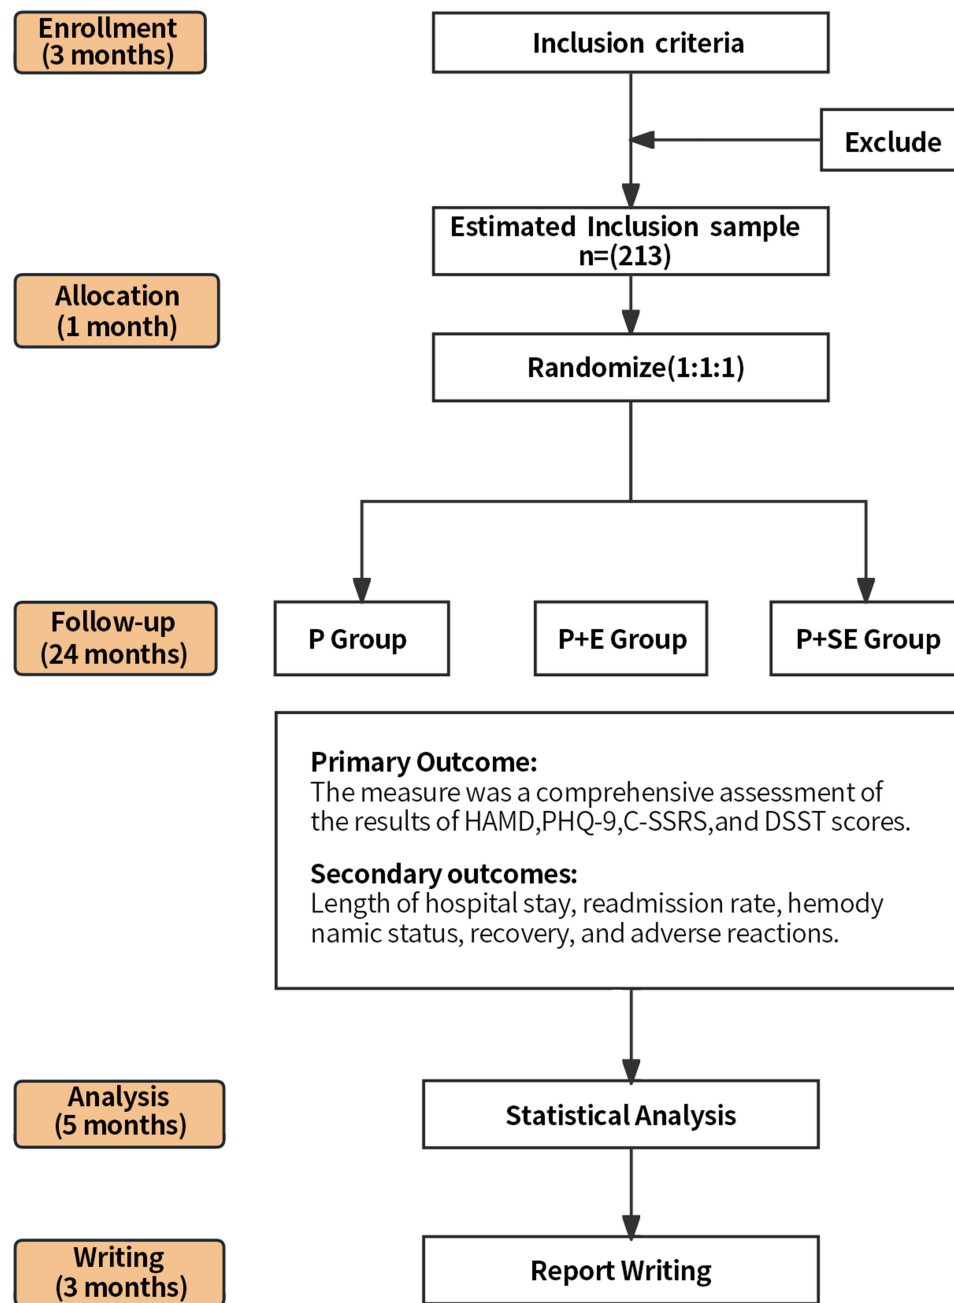 Enrollment
(3 months)
Inclusion criteria
Exclude
Estimated Inclusion sample
n=(213)
Allocation
(1 month)
Randomize(1:1:1)
Follow-up
(24 months)
P Group
P+E Group
P+SE Group
Primary Outcome:
The measure was a comprehensive assessment of
the results of HAMD,PHQ-9,C-SSRS,and DSST scores.
Secondary outcomes:
Length of hospital stay, readmission rate, hemody
namic status, recovery, and adverse reactions.
Analysis
(5 months)
Statistical Analysis
Writing
(3 months)
Report Writing